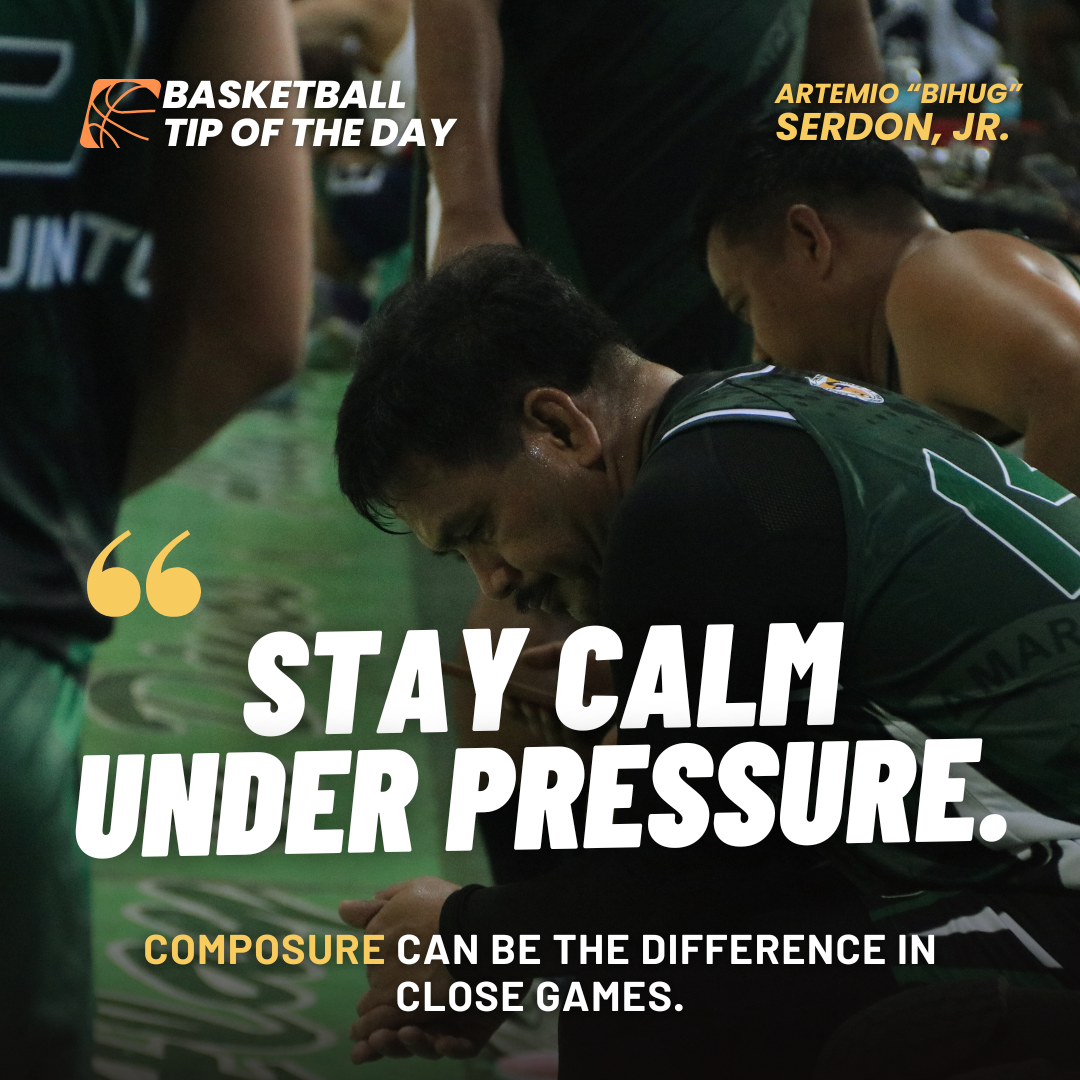 BASKETBALL
TIP OF THE DAY
ARTEMIO “BIHUG”
SERDON, JR.
“
STAY CALM
UNDER PRESSURE.
COMPOSURE CAN BE THE DIFFERENCE IN
CLOSE GAMES.